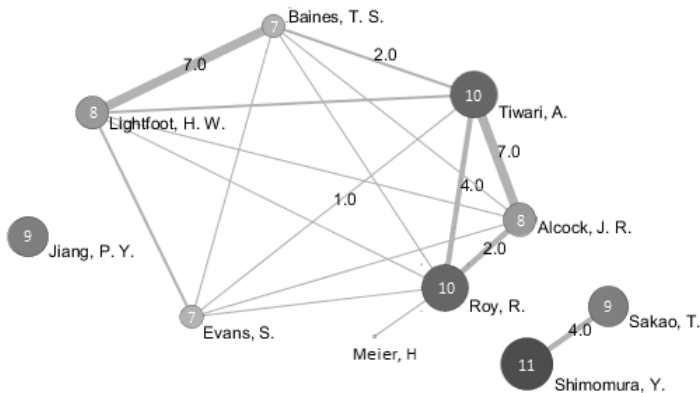 7
Baines, T. S.
2.0
7.0
10
Tiwari, A.
8
Lightfoot, H. W.
7.0
4.0
1.0
8
Alcock, J. R.
9
Jiang, P. Y.
2.0
10
Roy, R.
7
Evans, S.
9
Sakao, T.
4.0
Meier, H
11
Shimomura, Y.